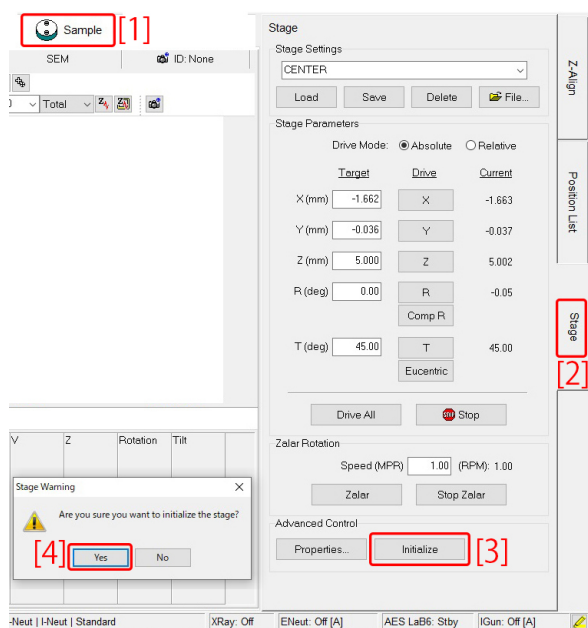 Sample [1]
SEM
ID: None
Total
V Z Rotation Tilt
Stage Warning
Are you sure you want to initialize the stage?
[4] Yes No
Stage
Stage Settings
CENTER
Load Save Delete File...
Stage Parameters
Drive Mode: Absolute Relative
Target Drive Current
X (mm) -1.662 X -1.663
Y (mm) -0.036 Y -0.037
Z (mm) 5.000 Z 5.002
R (deg) 0.00 R -0.05
Comp R
T (deg) 45.00 T 45.00
Eucentric
Drive All STOP Stop
Zalar Rotation
Speed (MPR) 1.00 (RPM): 1.00
Zalar Stop Zalar
Advanced Control
Properties... Initialize [3]
Z-Align
Position List
Stage
[2]
-Neut | I-Neut | Standard XRay: Off ENeut: Off [A] AES LaB6: Stby IGun: Off [A]